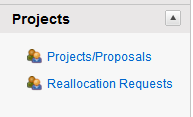 Projects
Projects/Proposals
Reallocation Requests